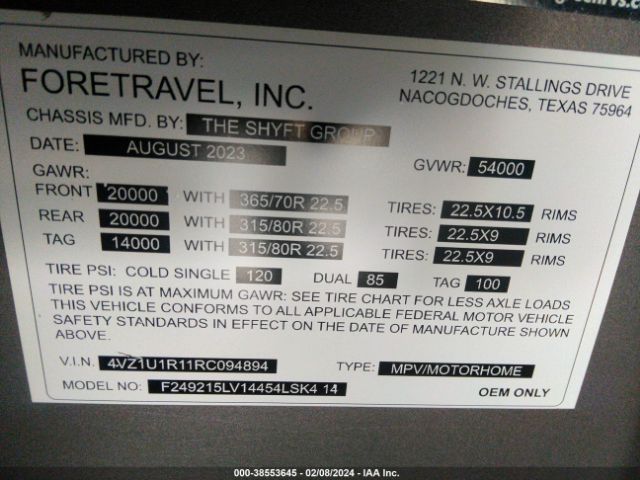 MANUFACTURED BY:
FORETRAVEL, INC.
1221 N. W. STALLINGS DRIVE
NACOGDOCHES, TEXAS 75964
CHASSIS MFD. BY: THE SHYFT GROUP
DATE: AUGUST 2023
GVWR: 54000
GAWR:
FRONT 20000 WITH 365/70R 22.5 TIRES: 22.5X10.5 RIMS
REAR 20000 WITH 315/80R 22.5 TIRES: 22.5X9 RIMS
TAG 14000 WITH 315/80R 22.5 TIRES: 22.5X9 RIMS
TIRE PSI: COLD SINGLE 120 DUAL 85 TAG 100
TIRE PSI IS AT MAXIMUM GAWR: SEE TIRE CHART FOR LESS AXLE LOADS
THIS VEHICLE CONFORMS TO ALL APPLICABLE FEDERAL MOTOR VEHICLE
SAFETY STANDARDS IN EFFECT ON THE DATE OF MANUFACTURE SHOWN
ABOVE.
V.I.N. 4VZ1U1R11RC094894 TYPE: MPV/MOTORHOME
MODEL NO: F249215LV14454LSK4 14 OEM ONLY
000-38553645 - 02/08/2024 - IAA Inc.